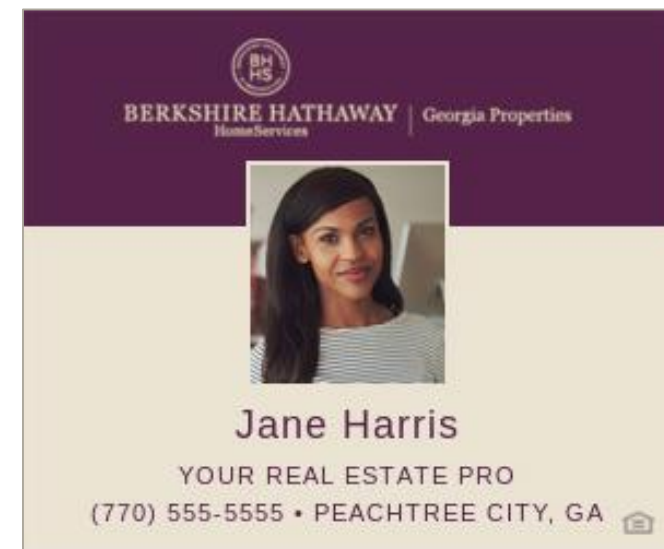 BH
HS
BERKSHIRE HATHAWAY | Georgia Properties
HomeServices
Jane Harris
YOUR REAL ESTATE PRO
(770) 555-5555 • PEACHTREE CITY, GA